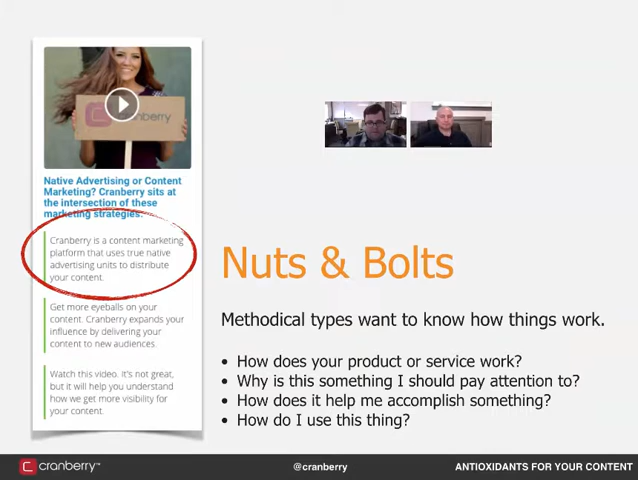 cranberry
Native Advertising or Content
Marketing? Cranberry sits at
the intersection of these
marketing strategies.
Cranberry is a content marketing
platform that uses true native
advertising units to distribute
your content.
Get more eyeballs on your
content. Cranberry expands your
influence by delivering your
content to new audiences.
Watch this video. It's not great,
but it will help you understand
how we get more visibility for
your content.
Nuts & Bolts
Methodical types want to know how things work.
• How does your product or service work?
• Why is this something I should pay attention to?
• How does it help me accomplish something?
• How do I use this thing?
cranberry™
@cranberry
ANTIOXIDANTS FOR YOUR CONTENT